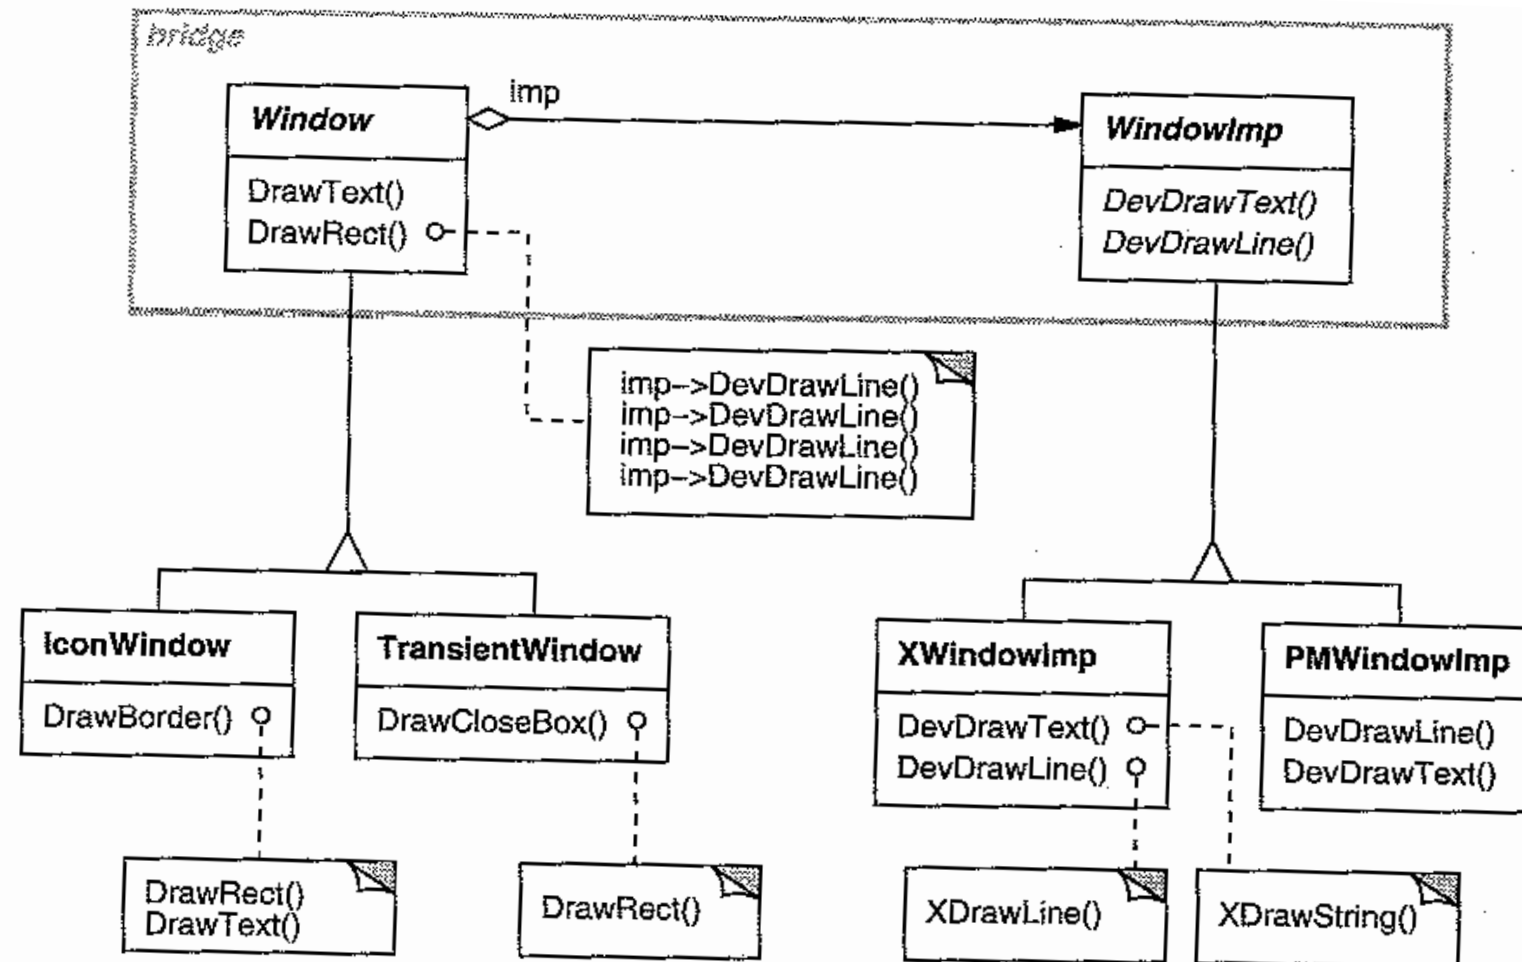 bridge
Window
imp
WindowImp
DrawText()
DrawRect()
DevDrawText()
DevDrawLine()
imp->DevDrawLine()
imp->DevDrawLine()
imp->DevDrawLine()
imp->DevDrawLine()
IconWindow
DrawBorder()
TransientWindow
DrawCloseBox()
XWindowImp
DevDrawText()
DevDrawLine()
PMWindowImp
DevDrawLine()
DevDrawText()
DrawRect()
DrawText()
DrawRect()
XDrawLine()
XDrawString()